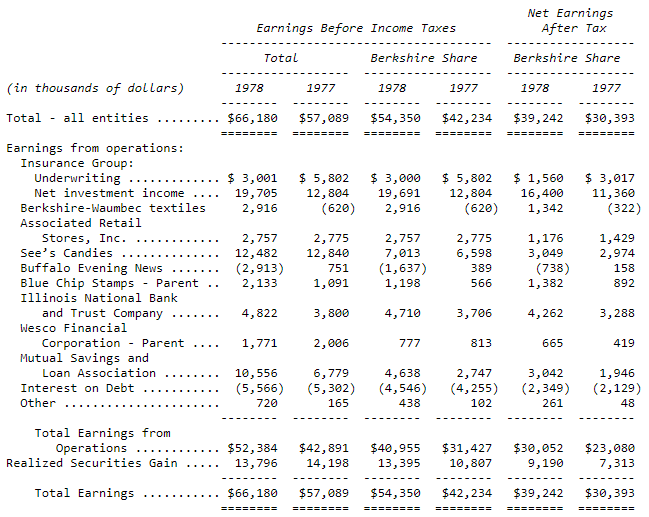 Net Earnings
Earnings Before Income Taxes After Tax
---------------------------------------- ------------------
Total Berkshire Share Berkshire Share
------------------ ------------------ ------------------
(in thousands of dollars) 1978 1977 1978 1977 1978 1977
-------- -------- -------- -------- -------- --------
Total - all entities ......... $66,180 $57,089 $54,350 $42,234 $39,242 $30,393
======== ======== ======== ======== ======== ========
Earnings from operations:
Insurance Group:
Underwriting ............. $ 3,001 $ 5,802 $ 3,000 $ 5,802 $ 1,560 $ 3,017
Net investment income .... 19,705 12,804 19,691 12,804 16,400 11,360
Berkshire-Waumbec textiles 2,916 (620) 2,916 (620) 1,342 (322)
Associated Retail
Stores, Inc. ............ 2,757 2,775 2,757 2,775 1,176 1,429
See’s Candies .............. 12,482 12,840 7,013 6,598 3,049 2,974
Buffalo Evening News ....... (2,913) 751 (1,637) 389 (738) 158
Blue Chip Stamps - Parent .. 2,133 1,091 1,198 566 1,382 892
Illinois National Bank
and Trust Company ....... 4,822 3,800 4,710 3,706 4,262 3,288
Wesco Financial
Corporation - Parent .... 1,771 2,006 777 813 665 419
Mutual Savings and
Loan Association ........ 10,556 6,779 4,638 2,747 3,042 1,946
Interest on Debt ........... (5,566) (5,302) (4,546) (4,255) (2,349) (2,129)
Other ...................... 720 165 438 102 261 48
-------- -------- -------- -------- -------- --------
Total Earnings from
Operations ............ $52,384 $42,891 $40,955 $31,427 $30,052 $23,080
Realized Securities Gain ..... 13,796 14,198 13,395 10,807 9,190 7,313
-------- -------- -------- -------- -------- --------
Total Earnings ........... $66,180 $57,089 $54,350 $42,234 $39,242 $30,393
======== ======== ======== ======== ======== ========